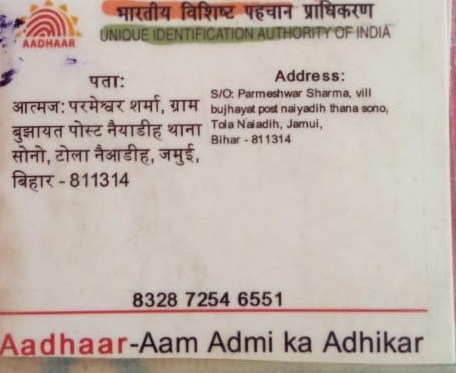 भारतीय विशिष्ट पहचान प्राधिकरण
AADHAAR
UNIQUE IDENTIFICATION AUTHORITY OF INDIA
पता:
आत्मज: परमेश्वर शर्मा, ग्राम
बुझायत पोस्ट नैयाडीह थाना
सोनो, टोला नैआडीह, जमुई,
बिहार - 811314
Address:
S/O: Parmeshwar Sharma, vill
bujhayat post naiyadih thana sono,
Tola Naiadih, Jamui,
Bihar - 811314
8328 7254 6551
Aadhaar-Aam Admi ka Adhikar